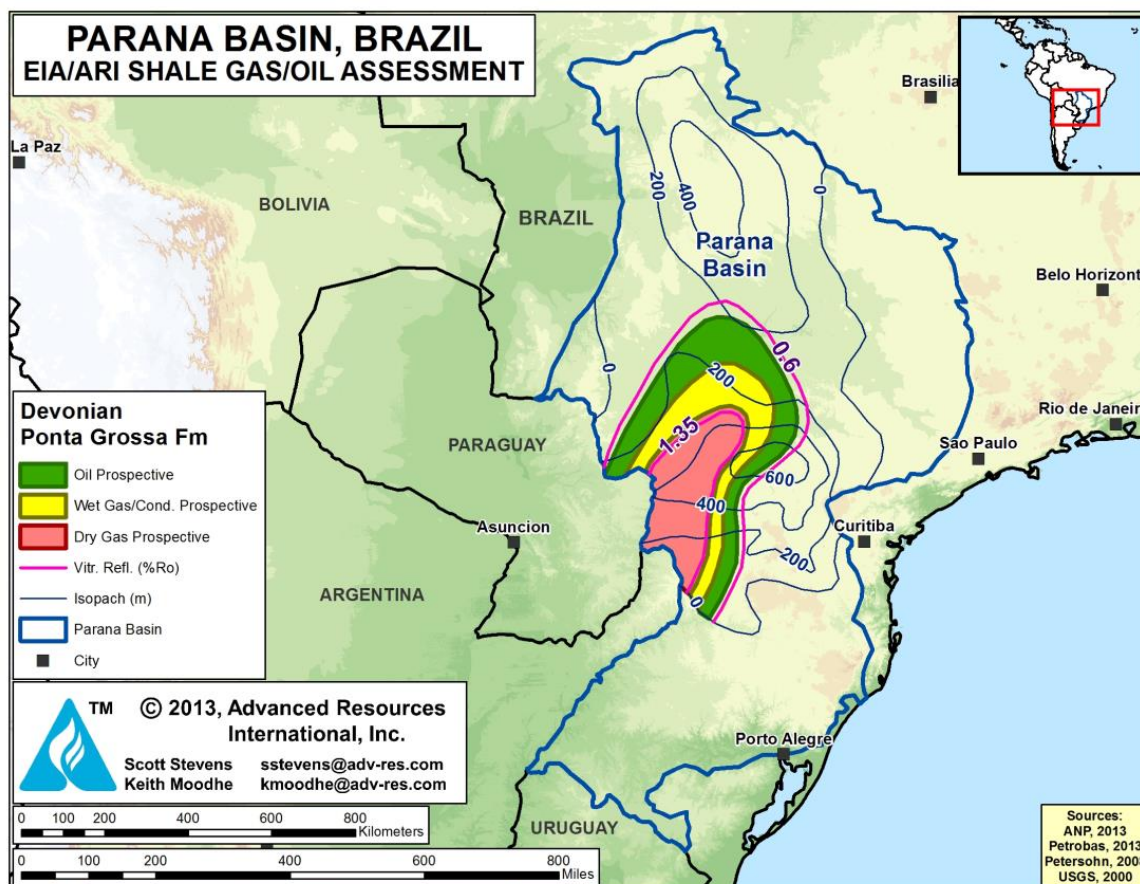 PARANA BASIN, BRAZIL
EIA/ARI SHALE GAS/OIL ASSESSMENT
Brasilia
La Paz
BOLIVIA
BRAZIL
200
400
0
Parana
Basin
Belo Horizont
0.6
0
200
Rio de Janeir
Sao Paulo
1.35
PARAGUAY
600
400
Asuncion
Curitiba
200
ARGENTINA
0
Porto Alegre
URUGUAY
Devonian
Ponta Grossa Fm
Oil Prospective
Wet Gas/Cond. Prospective
Dry Gas Prospective
Vitr. Refl. (%Ro)
Isopach (m)
Parana Basin
City
TM
© 2013, Advanced Resources
International, Inc.
Scott Stevens sstevens@adv-res.com
Keith Moodhe kmoodhe@adv-res.com
0 100 200 400 600 800
Kilometers
0 100 200 400 600 800
Miles
Sources:
ANP, 2013
Petrobas, 2013
Petersohn, 200
USGS, 2000